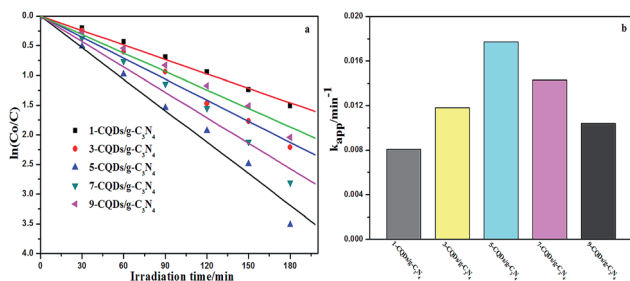 a
ln(Co/C)
0.0
0.5
1.0
1.5
2.0
2.5
3.0
3.5
4.0
1-CQDs/g-C₃N₄
3-CQDs/g-C₃N₄
5-CQDs/g-C₃N₄
7-CQDs/g-C₃N₄
9-CQDs/g-C₃N₄
0 30 60 90 120 150 180
Irradiation time/min
b
kapp/min⁻¹
0.020
0.016
0.012
0.008
0.004
0.000
1-CQDs/g-C₃N₄
3-CQDs/g-C₃N₄
5-CQDs/g-C₃N₄
7-CQDs/g-C₃N₄
9-CQDs/g-C₃N₄